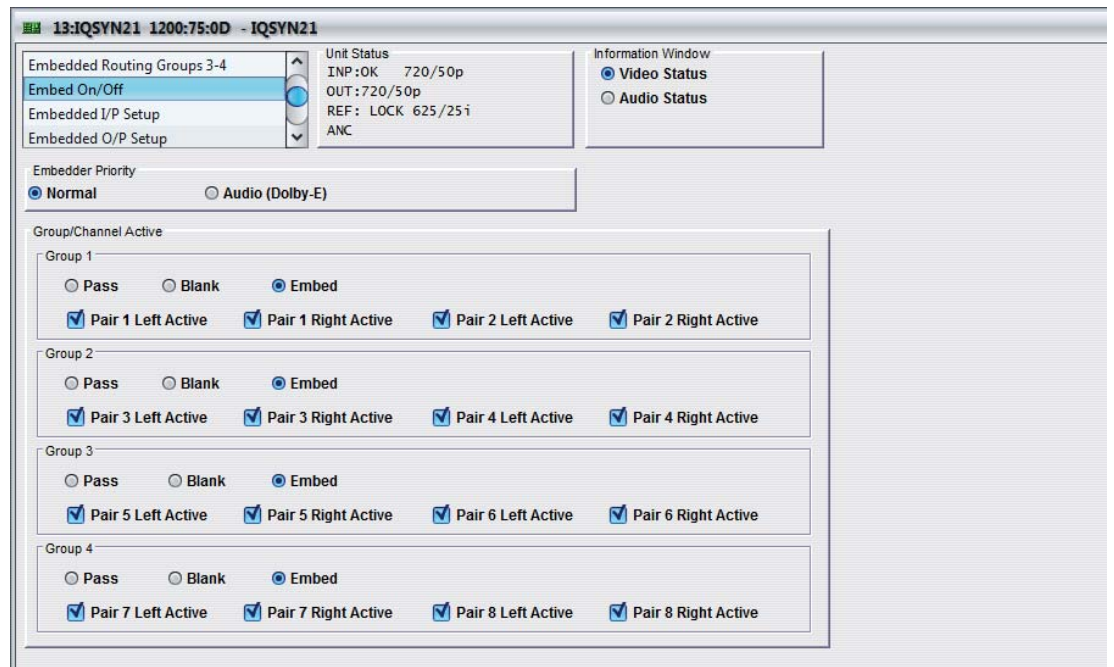 13:IQSYN21 1200:75:0D - IQSYN21
Embedded Routing Groups 3-4
Embed On/Off
Embedded I/P Setup
Embedded O/P Setup
Unit Status
INP:OK 720/50p
OUT:720/50p
REF: LOCK 625/25i
ANC
Information Window
Video Status
Audio Status
Embedder Priority
Normal Audio (Dolby-E)
Group/Channel Active
Group 1
Pass Blank Embed
Pair 1 Left Active Pair 1 Right Active Pair 2 Left Active Pair 2 Right Active
Group 2
Pass Blank Embed
Pair 3 Left Active Pair 3 Right Active Pair 4 Left Active Pair 4 Right Active
Group 3
Pass Blank Embed
Pair 5 Left Active Pair 5 Right Active Pair 6 Left Active Pair 6 Right Active
Group 4
Pass Blank Embed
Pair 7 Left Active Pair 7 Right Active Pair 8 Left Active Pair 8 Right Active